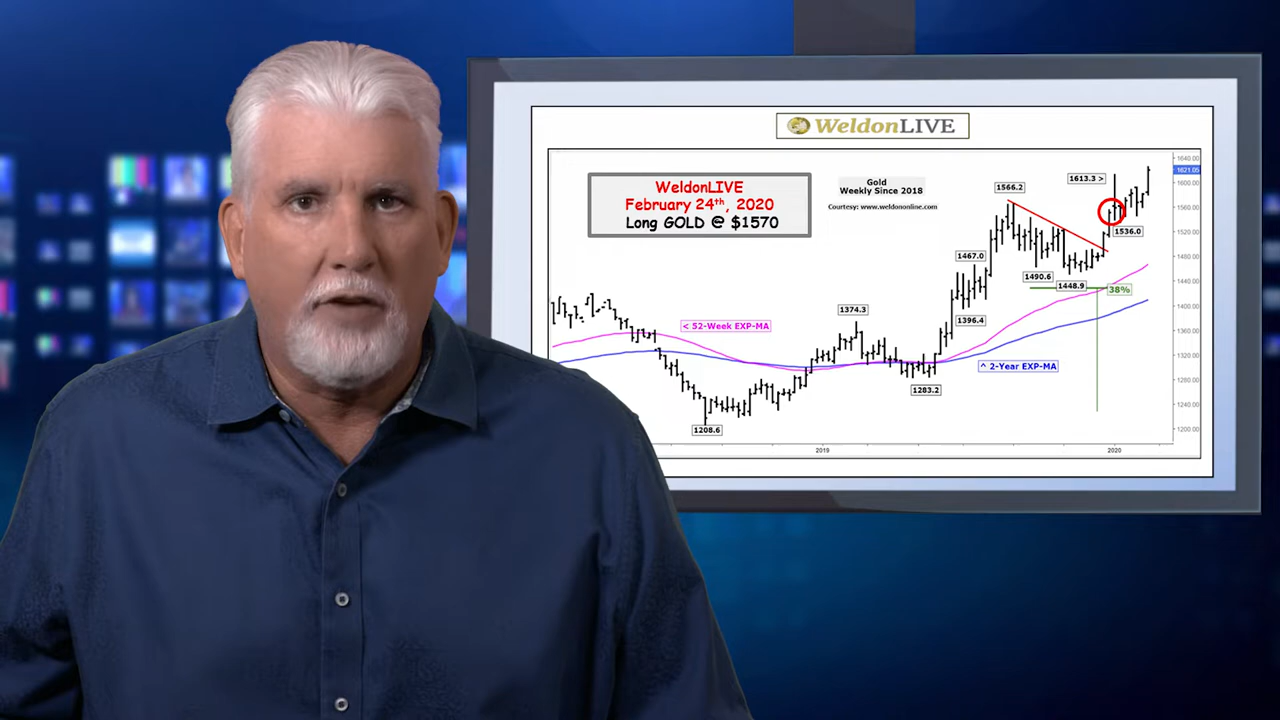 WeldonLIVE
WeldonLIVE
February 24th, 2020
Long GOLD @ $1570
Gold
Weekly Since 2018
Courtesy: www.weldononline.com
1566.2
1613.3 >
1536.0
1467.0
1490.6
1448.9
38%
1396.4
1374.3
< 52-Week EXP-MA
^ 2-Year EXP-MA
1283.2
1208.6
1640.00
1621.05
1600.00
1560.00
1520.00
1480.00
1440.00
1400.00
1360.00
1320.00
1280.00
1240.00
1200.00
2019
2020